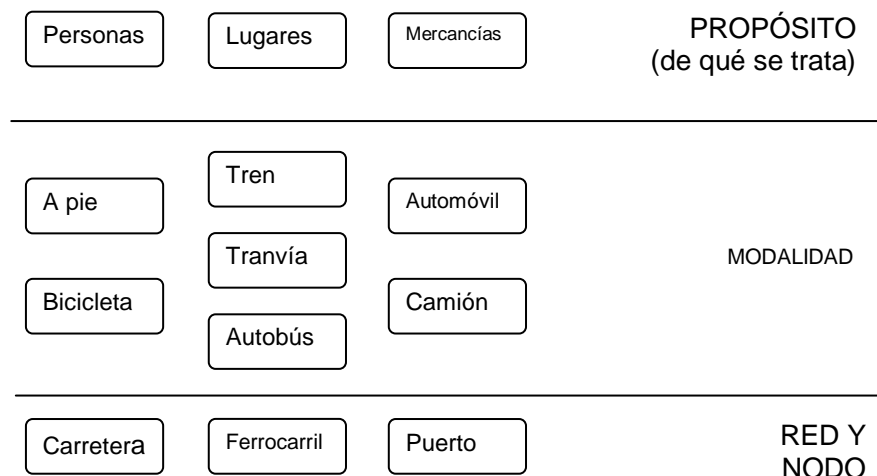 Personas
Lugares
Mercancías
PROPÓSITO
(de qué se trata)
A pie
Tren
Automóvil
Tranvía
MODALIDAD
Bicicleta
Camión
Autobús
Carretera
Ferrocarril
Puerto
RED Y
NODO